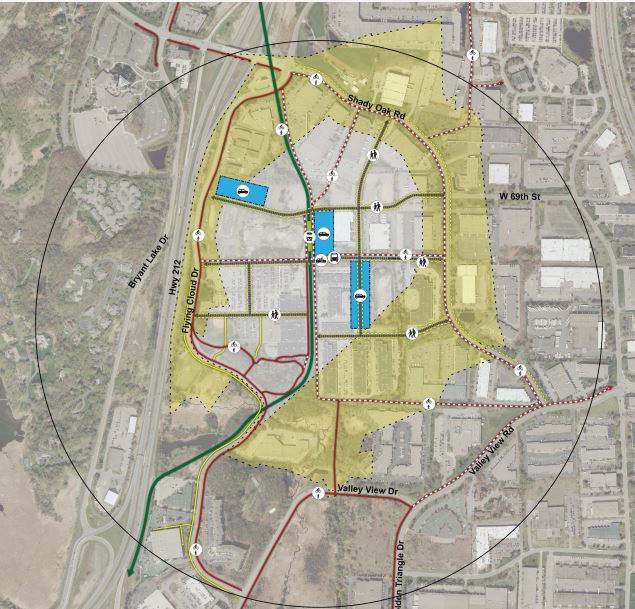 Shady Oak Rd
W 69th St
Bryant Lake Dr
Hwy 212
Flying Cloud Dr
Valley View Rd
Valley View Dr
lden Triangle Dr